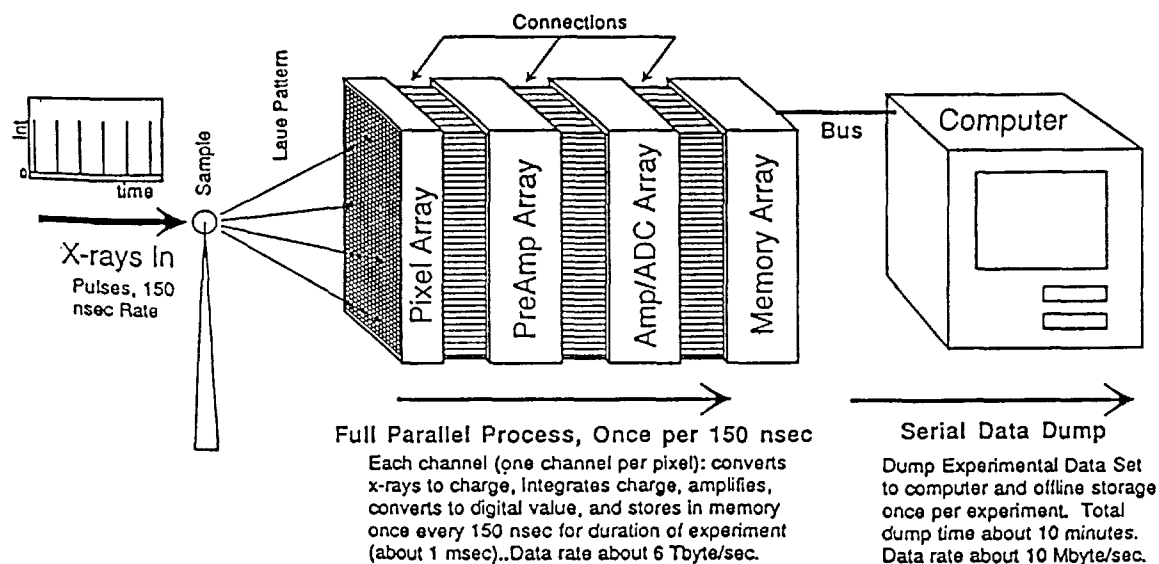 Connections
Int
0
time
Sample
Laue Pattern
X-rays In
Pulses, 150
nsec Rate
Pixel Array
PreAmp Array
Amp/ADC Array
Memory Array
Bus
Computer
Full Parallel Process, Once per 150 nsec
Each channel (one channel per pixel): converts
x-rays to charge, integrates charge, amplifies,
converts to digital value, and stores in memory
once every 150 nsec for duration of experiment
(about 1 msec)..Data rate about 6 Tbyte/sec.
Serial Data Dump
Dump Experimental Data Set
to computer and offline storage
once per experiment. Total
dump time about 10 minutes.
Data rate about 10 Mbyte/sec.